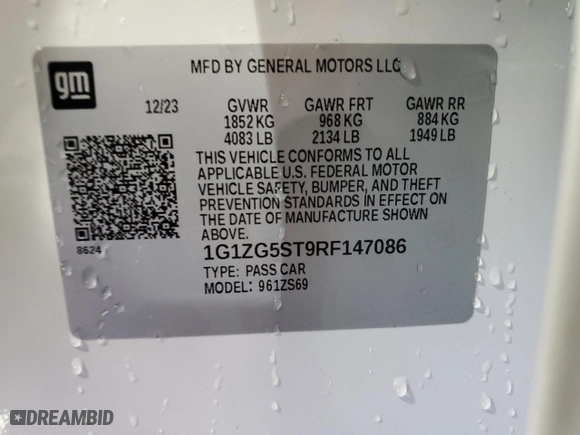 gm
MFD BY GENERAL MOTORS LLC
12/23 GVWR GAWR FRT GAWR RR
1852 KG 968 KG 884 KG
4083 LB 2134 LB 1949 LB
THIS VEHICLE CONFORMS TO ALL
APPLICABLE U.S. FEDERAL MOTOR
VEHICLE SAFETY, BUMPER, AND THEFT
PREVENTION STANDARDS IN EFFECT ON
THE DATE OF MANUFACTURE SHOWN
ABOVE.
8624
1G1ZG5ST9RF147086
TYPE: PASS CAR
MODEL: 961ZS69
DREAMBID